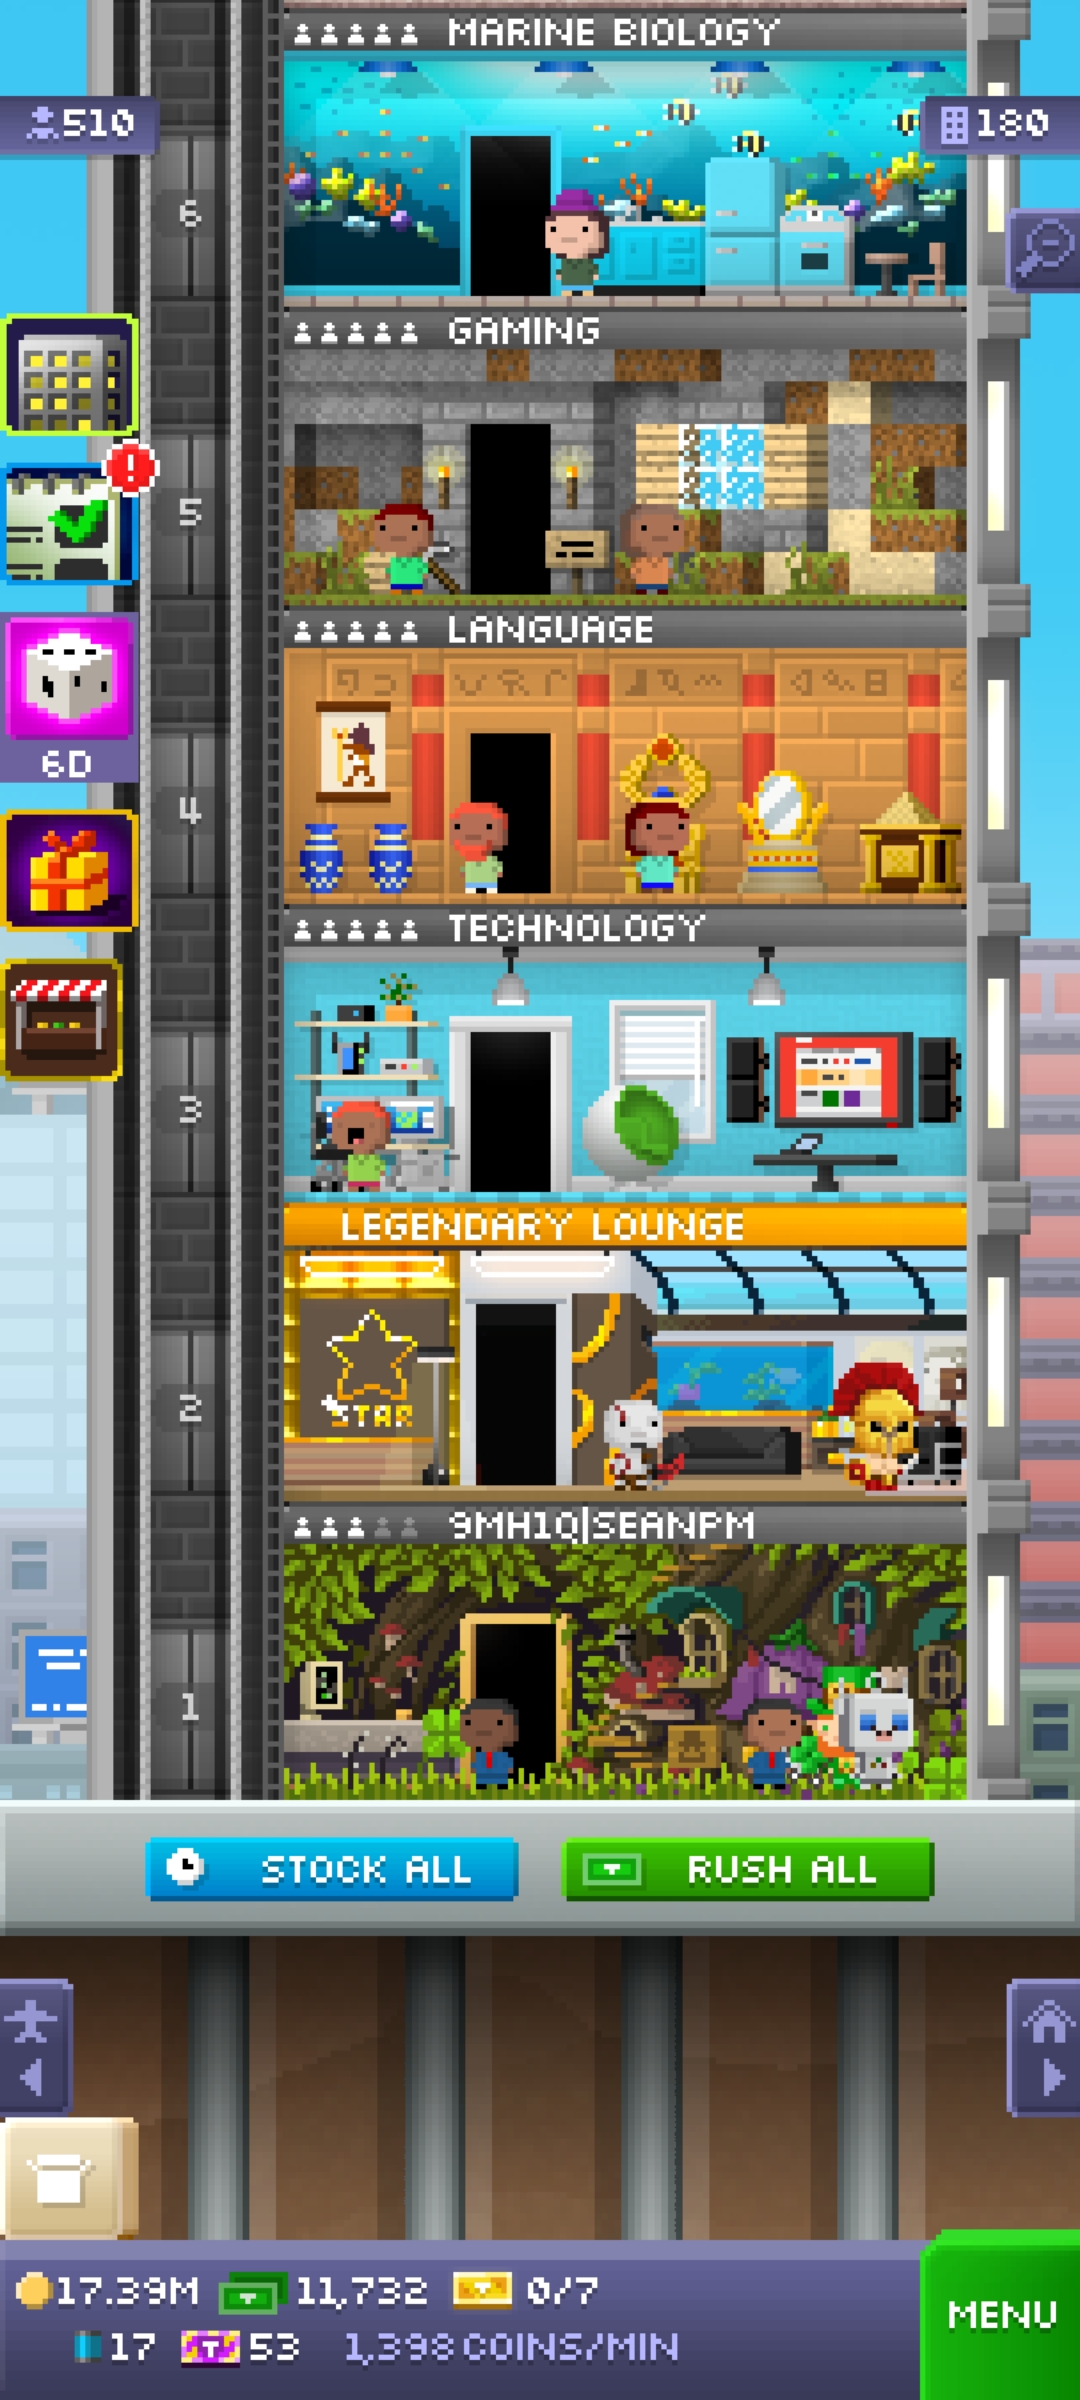 MARINE BIOLOGY
510
180
6
GAMING
5
LANGUAGE
6D
4
TECHNOLOGY
3
LEGENDARY LOUNGE
STAR
2
9MH1Q|SEANPM
1
STOCK ALL
RUSH ALL
17.39M 11,732 0/7
MENU
17 53 1,398 COINS/MIN